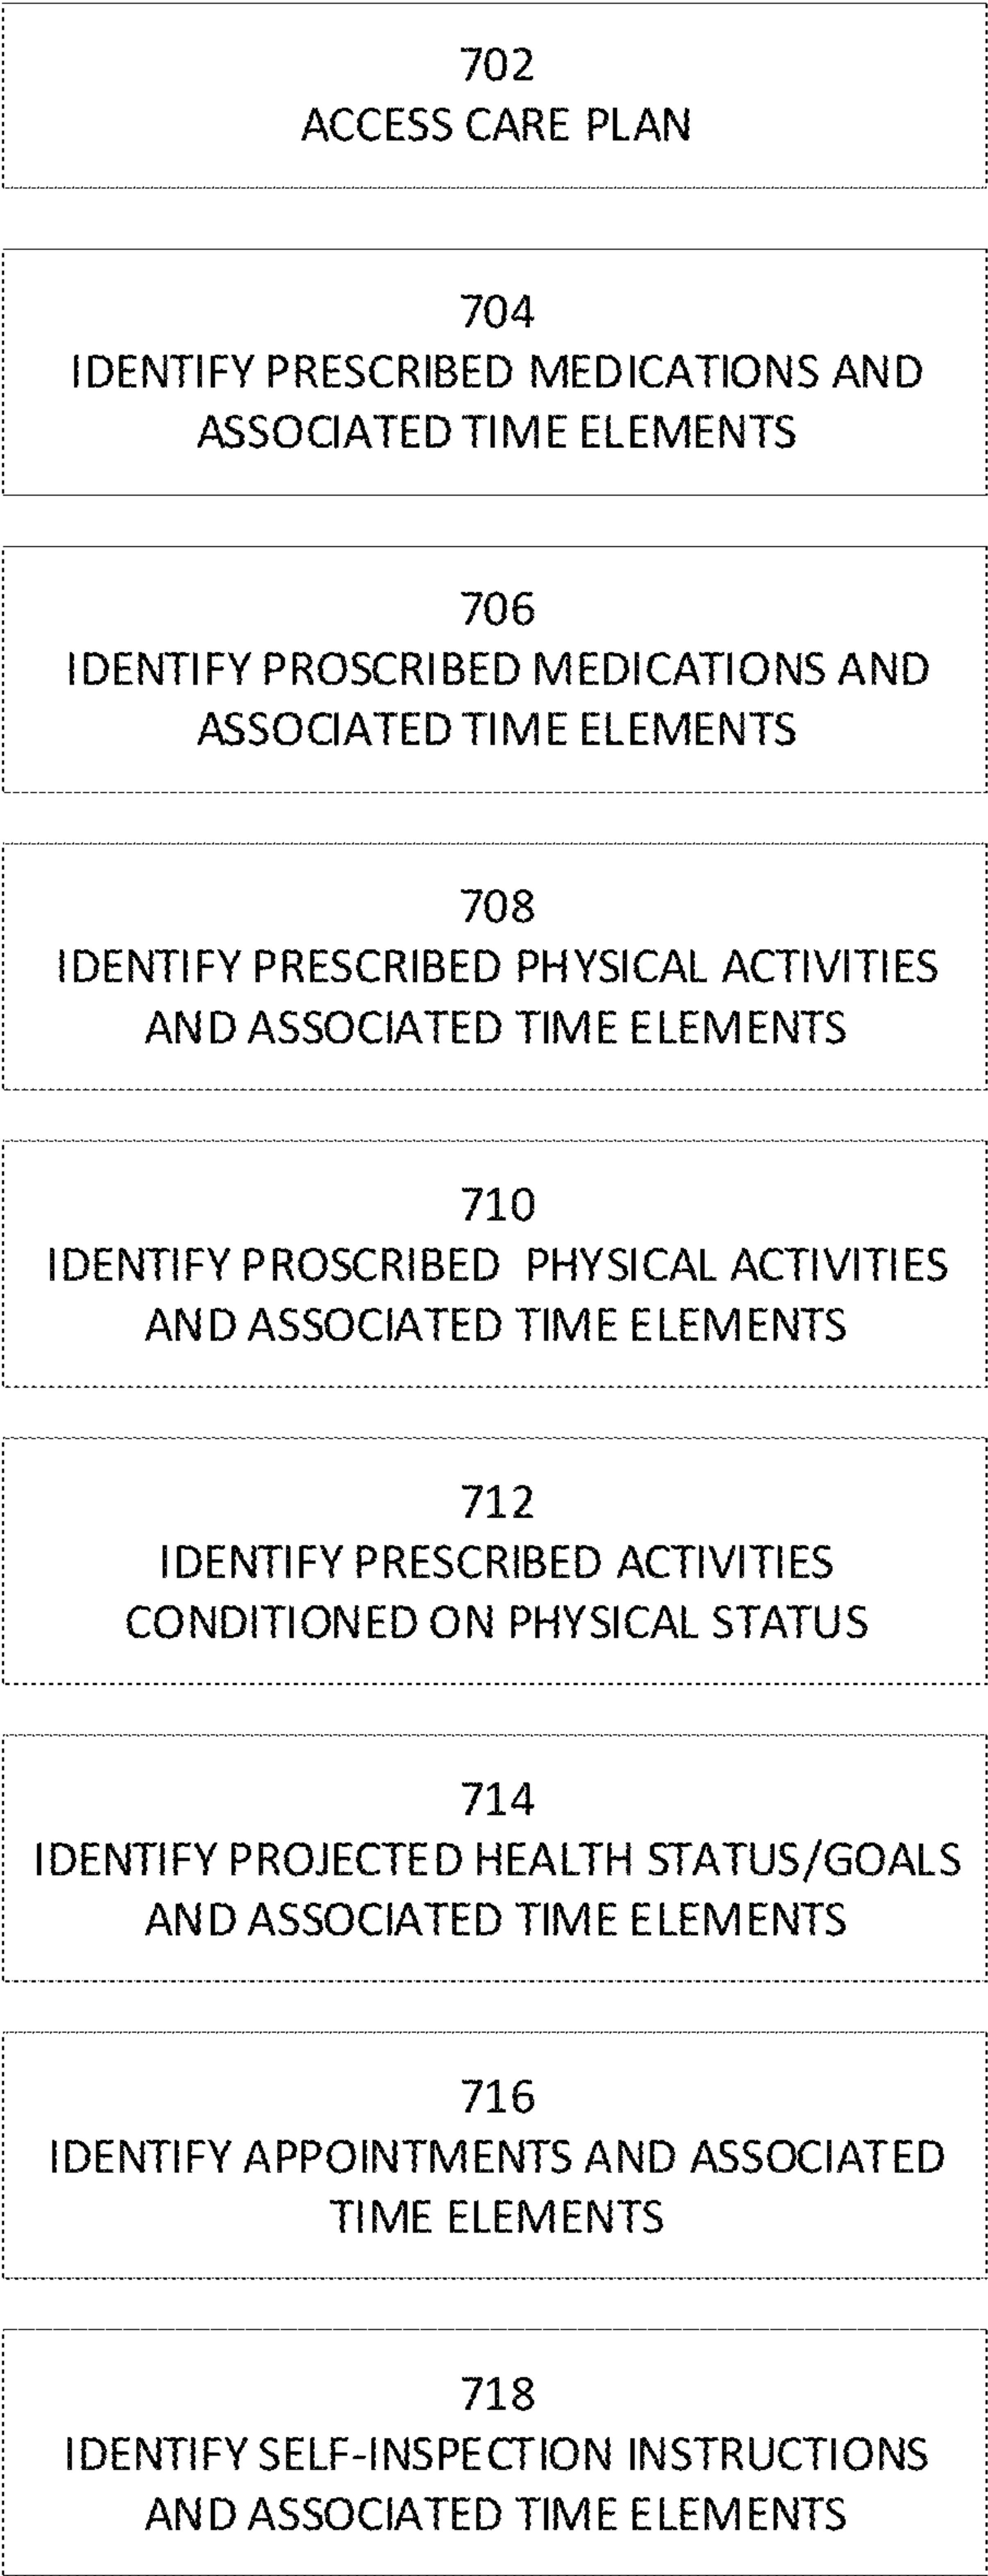 702
ACCESS CARE PLAN
704
IDENTIFY PRESCRIBED MEDICATIONS AND
ASSOCIATED TIME ELEMENTS
706
IDENTIFY PROSCRIBED MEDICATIONS AND
ASSOCIATED TIME ELEMENTS
708
IDENTIFY PRESCRIBED PHYSICAL ACTIVITIES
AND ASSOCIATED TIME ELEMENTS
710
IDENTIFY PROSCRIBED PHYSICAL ACTIVITIES
AND ASSOCIATED TIME ELEMENTS
712
IDENTIFY PRESCRIBED ACTIVITIES
CONDITIONED ON PHYSICAL STATUS
714
IDENTIFY PROJECTED HEALTH STATUS/GOALS
AND ASSOCIATED TIME ELEMENTS
716
IDENTIFY APPOINTMENTS AND ASSOCIATED
TIME ELEMENTS
718
IDENTIFY SELF-INSPECTION INSTRUCTIONS
AND ASSOCIATED TIME ELEMENTS